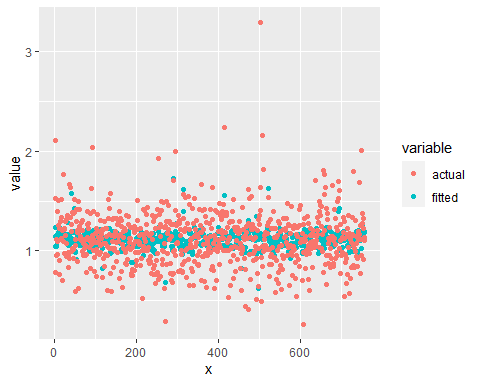 3
2
1
value
0
200
400
600
x
variable
actual
fitted